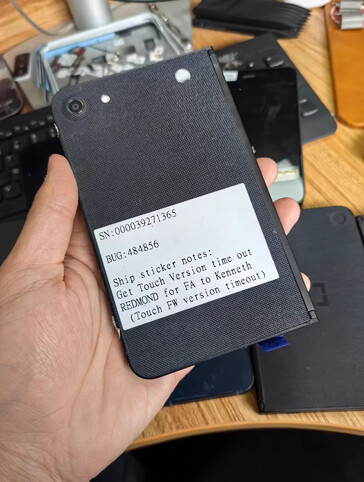 SN:000039271365
BUG:484856
Ship sticker notes:
Get Touch Version time out
REDMOND for FA to Kenneth
(Touch FW version timeout)